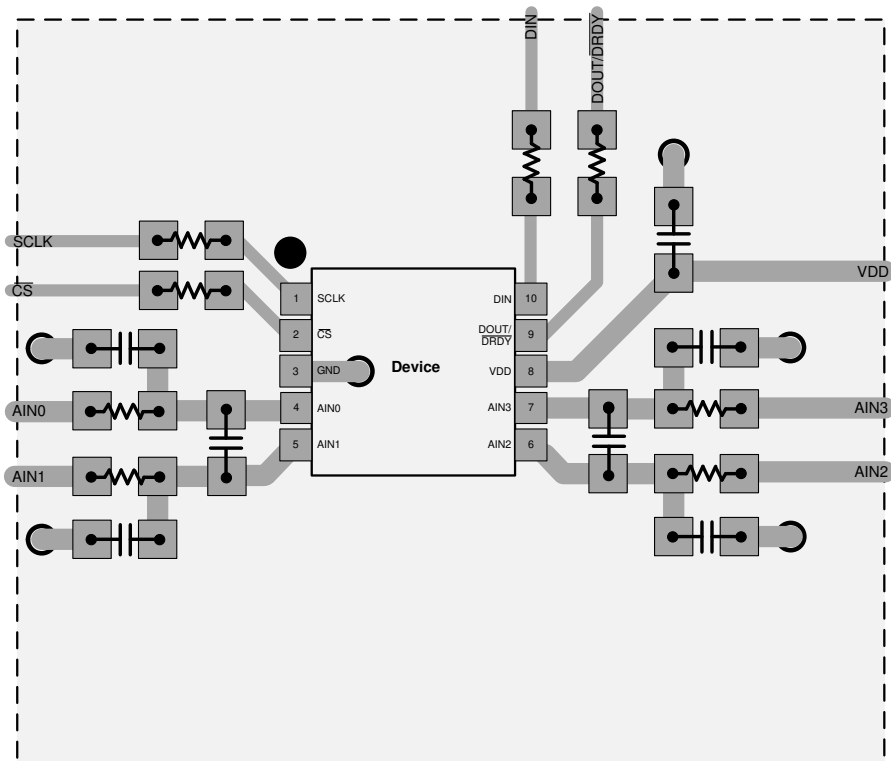 DIN
DOUT/DRDY
SCLK
CS
VDD
1 SCLK
DIN 10
2 CS
DOUT/
DRDY 9
3 GND
Device
VDD 8
AIN0
4 AIN0
AIN3 7
AIN3
AIN1
5 AIN1
AIN2 6
AIN2